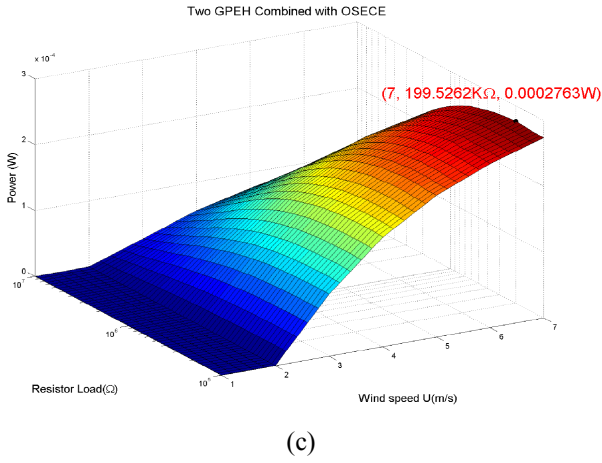 Two GPEH Combined with OSECE
x 10⁻⁴
3
(7, 199.5262KΩ, 0.0002763W)
2
Power (W)
1
0
10⁷
10⁶
10⁵
1
2
3
4
5
6
7
Resistor Load(Ω)
Wind speed U(m/s)
(c)